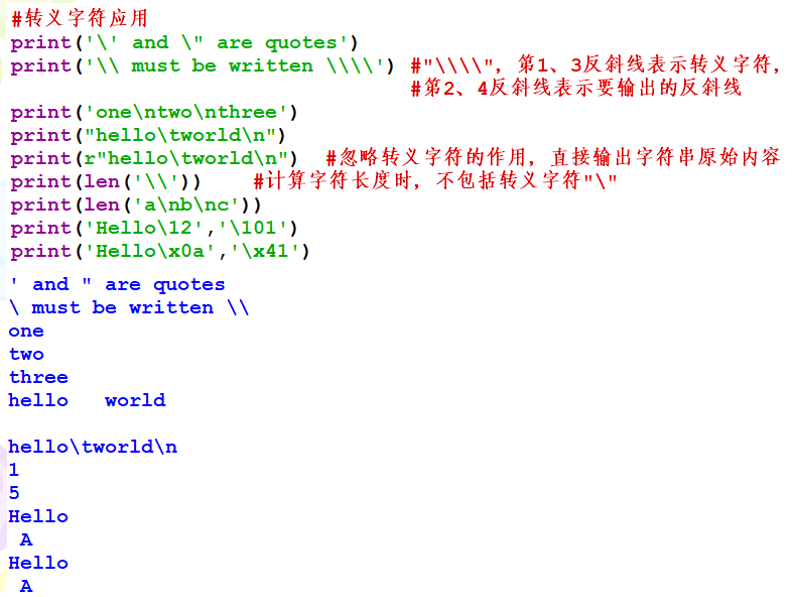 #转义字符应用
print('\' and \" are quotes')
print('\\ must be written \\\\') #"\\\\", 第1、3反斜线表示转义字符,
#第2、4反斜线表示要输出的反斜线
print('one\ntwo\nthree')
print("hello\tworld\n")
print(r"hello\tworld\n")  #忽略转义字符的作用, 直接输出字符串原始内容
print(len('\\'))    #计算字符长度时, 不包括转义字符"\"
print(len('a\nb\nc'))
print('Hello\12','\101')
print('Hello\x0a','\x41')
' and " are quotes
\ must be written \\
one
two
three
hello   world
hello\tworld\n
1
5
Hello
 A
Hello
 A